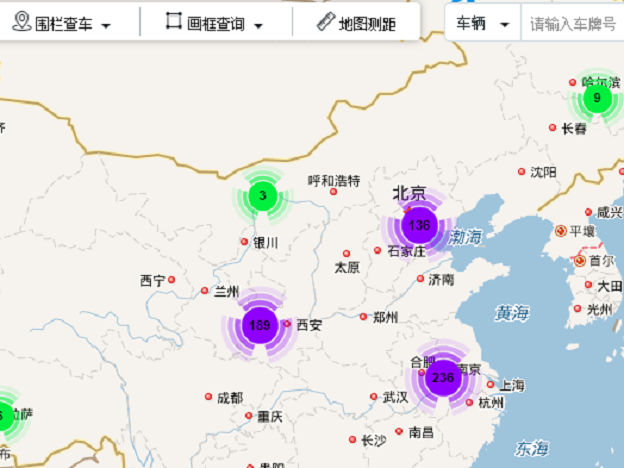 围栏查车
画框查询
地图测距
车辆
请输入车牌号
哈尔滨
9
长春
呼和浩特
沈阳
3
北京
咸兴
136
平壤
银川
渤海
石家庄
首尔
太原
西宁
济南
大田
兰州
光州
189
西安
郑州
黄海
合肥
236
南京
上海
成都
武汉
杭州
拉萨
重庆
南昌
长沙
东海